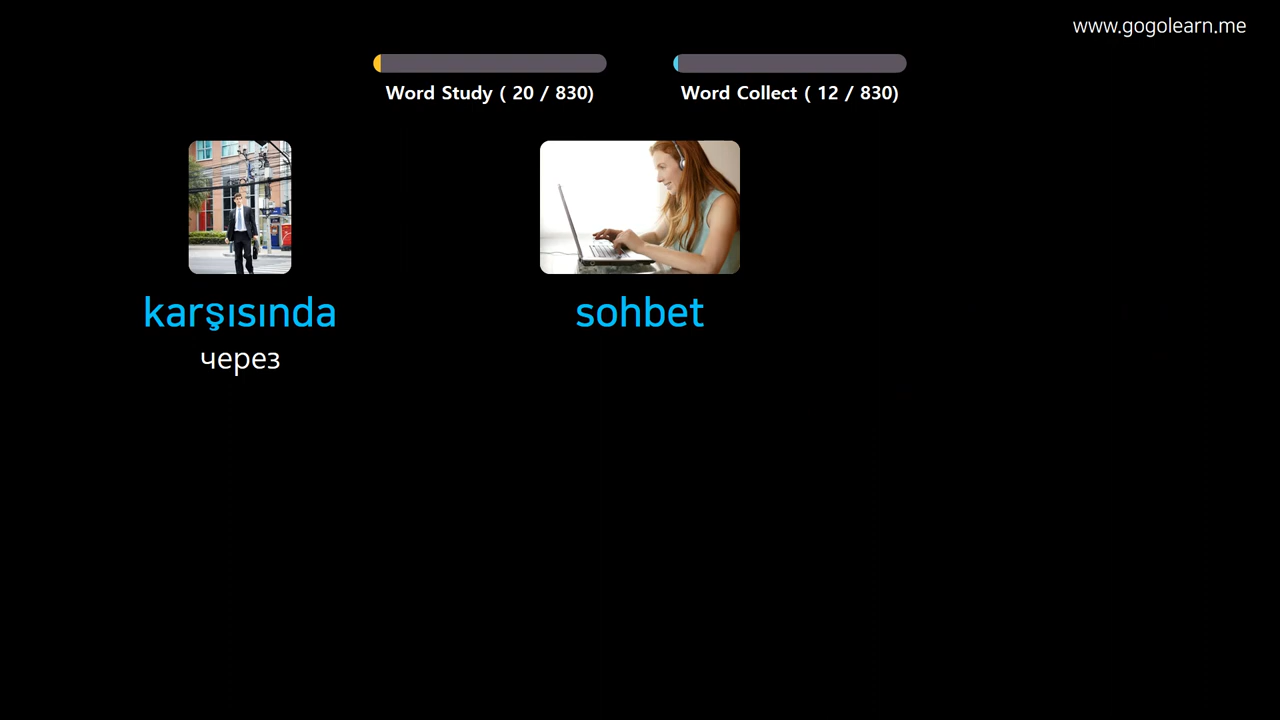 www.gogolearn.me
Word Study ( 20 / 830)
Word Collect ( 12 / 830)
karşısında
sohbet
через